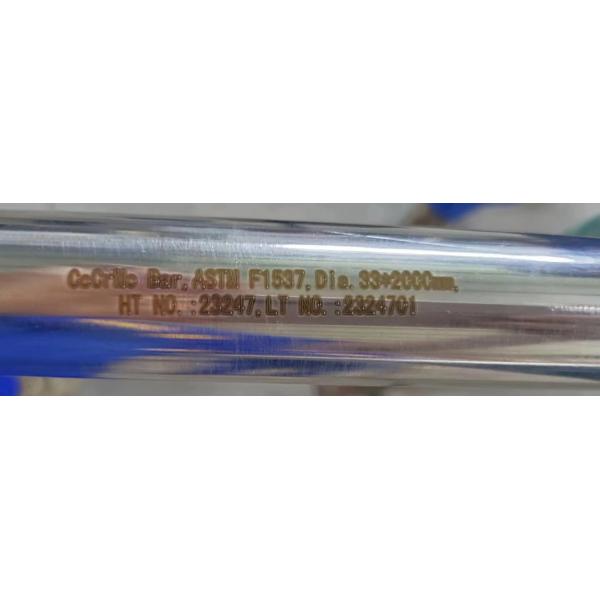 CoCrMo Bar,ASTM F1537,Dia.33*2000mm,
HT NO.:23247,LT NO.:2324701